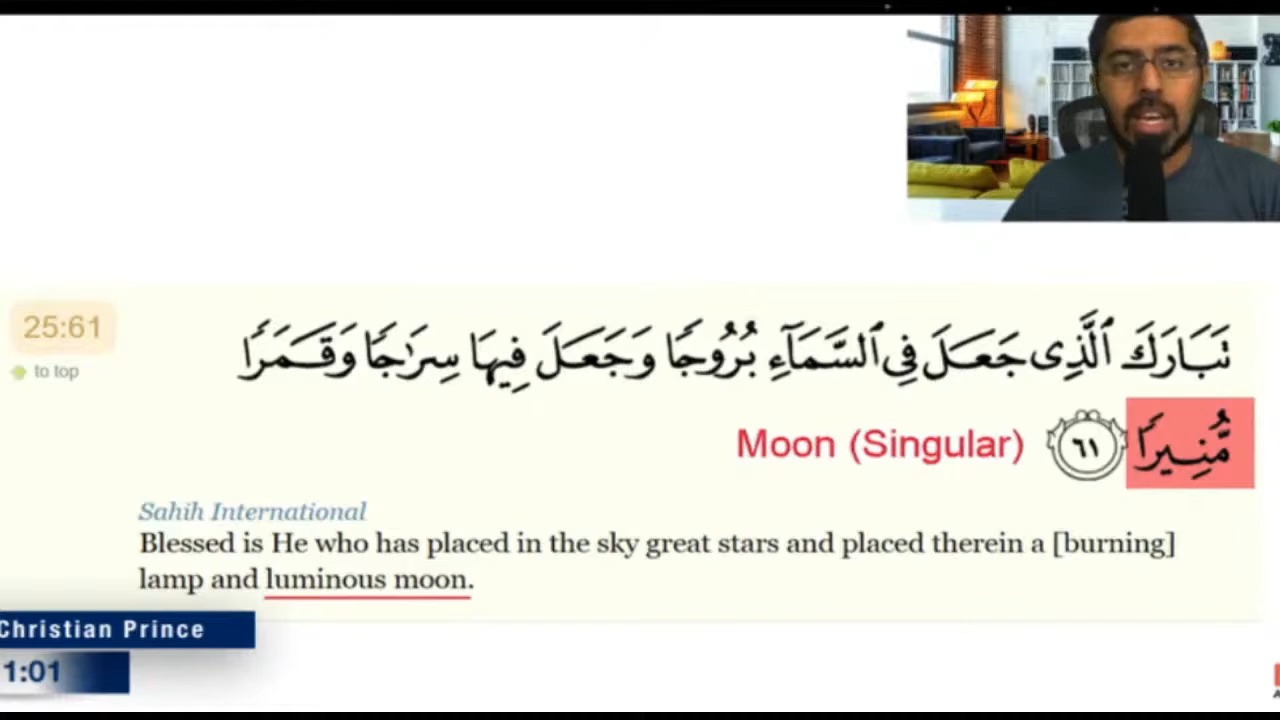 25:61
to top
تَبَارَكَ ٱلَّذِى جَعَلَ فِى ٱلسَّمَآءِ بُرُوجًا وَجَعَلَ فِيهَا سِرَٰجًا وَقَمَرًا
مُّنِيرًا ٦١
Moon (Singular)
Sahih International
Blessed is He who has placed in the sky great stars and placed therein a [burning]
lamp and luminous moon.
Christian Prince
1:01